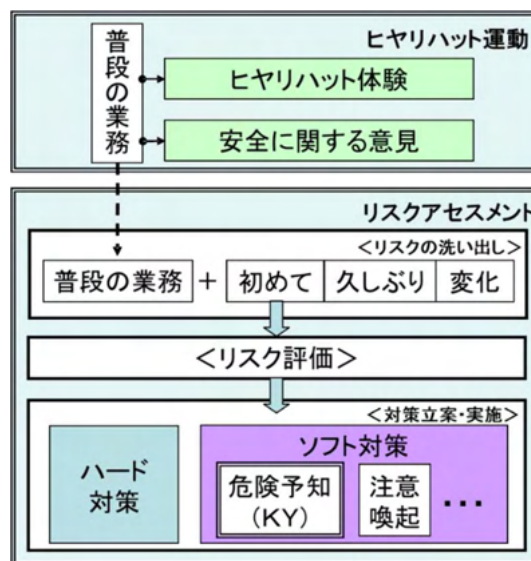 ヒヤリハット運動
普段の業務
ヒヤリハット体験
安全に関する意見
リスクアセスメント
<リスクの洗い出し>
普段の業務 + 初めて 久しぶり 変化
<リスク評価>
<対策立案・実施>
ハード
対策
ソフト対策
危険予知
(KY)
注意
喚起
・・・